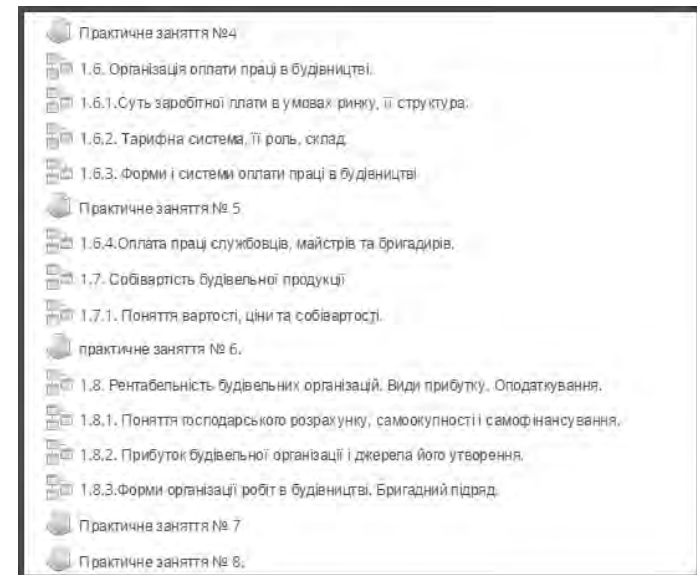 Практичне заняття №4
1.6. Організація оплати праці в будівництві.
1.6.1.Суть заробітної плати в умовах ринку, її структура.
1.6.2. Тарифна система, її роль, склад
1.6.3. Форми і системи оплати праці в будівництві
Практичне заняття № 5
1.6.4.Оплата праці службовців, майстрів та бригадирів.
1.7. Собівартість будівельної продукції
1.7.1. Поняття вартості, ціни та собівартості.
практичне заняття № 6.
1.8. Рентабельність будівельних організацій. Види прибутку. Оподаткування.
1.8.1. Поняття господарського розрахунку, самоокупності і самофінансування.
1.8.2. Прибуток будівельної організації і джерела його утворення.
1.8.3.Форми організації робіт в будівництві. Бригадний підряд.
Практичне заняття № 7
Практичне заняття № 8.